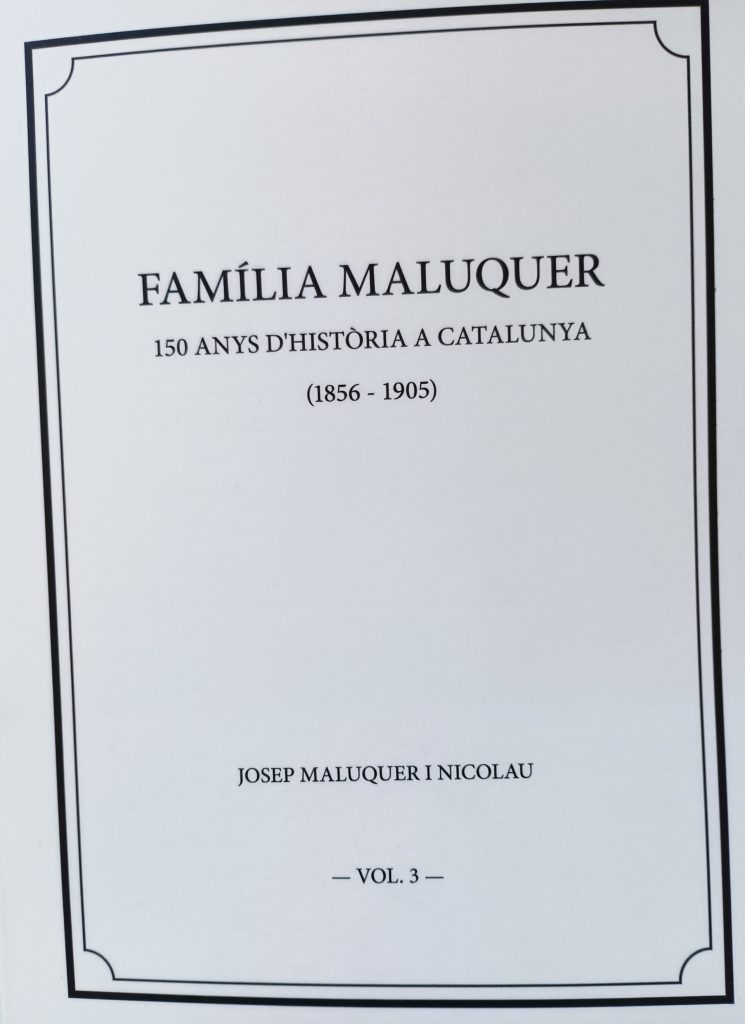 FAMÍLIA MALUQUER
150 ANYS D'HISTÒRIA A CATALUNYA
(1856 - 1905)
JOSEP MALUQUER I NICOLAU
— VOL. 3 —